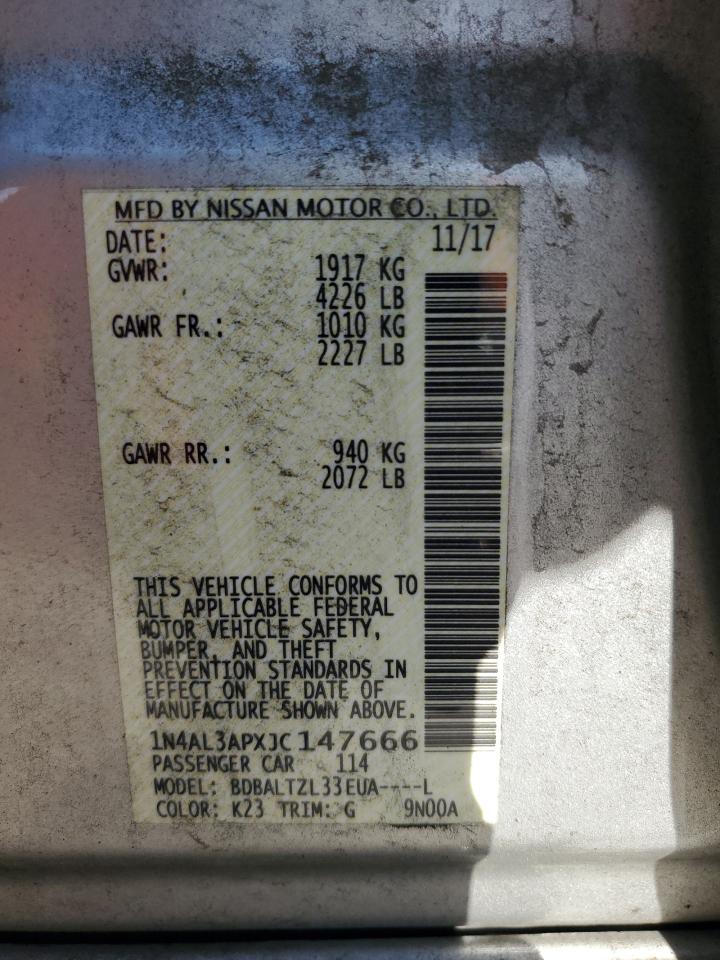 MFD BY NISSAN MOTOR CO., LTD.
DATE: 11/17
GVWR: 1917 KG
4226 LB
GAWR FR.: 1010 KG
2227 LB
GAWR RR.: 940 KG
2072 LB
THIS VEHICLE CONFORMS TO
ALL APPLICABLE FEDERAL
MOTOR VEHICLE SAFETY,
BUMPER, AND THEFT
PREVENTION STANDARDS IN
EFFECT ON THE DATE OF
MANUFACTURE SHOWN ABOVE.
1N4AL3APXJC147666
PASSENGER CAR 114
MODEL: BDBALTZL33EUA----L
COLOR: K23 TRIM: G 9N00A